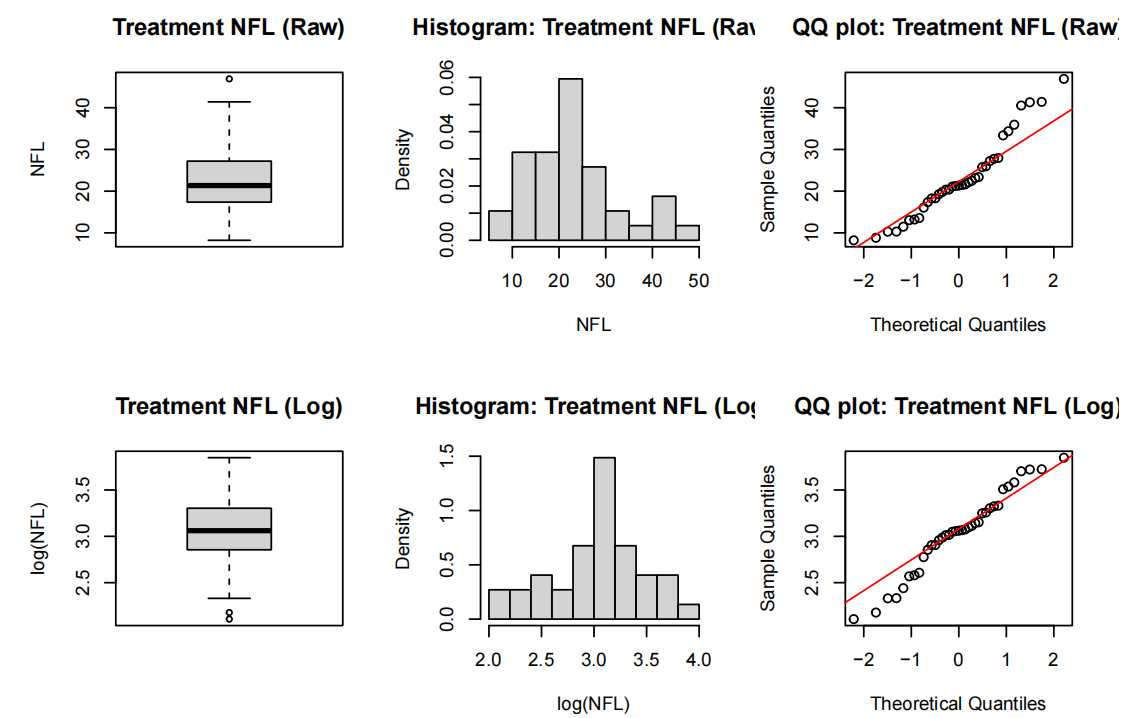 Treatment NFL (Raw)
NFL
10
20
30
40
Histogram: Treatment NFL (Rav
Density
0.00
0.02
0.04
0.06
10 20 30 40 50
NFL
QQ plot: Treatment NFL (Raw)
Sample Quantiles
10
20
30
40
−2 −1 0 1 2
Theoretical Quantiles
Treatment NFL (Log)
log(NFL)
2.5
3.0
3.5
Histogram: Treatment NFL (Log
Density
0.0
0.5
1.0
1.5
2.0 2.5 3.0 3.5 4.0
log(NFL)
QQ plot: Treatment NFL (Log)
Sample Quantiles
2.5
3.0
3.5
−2 −1 0 1 2
Theoretical Quantiles